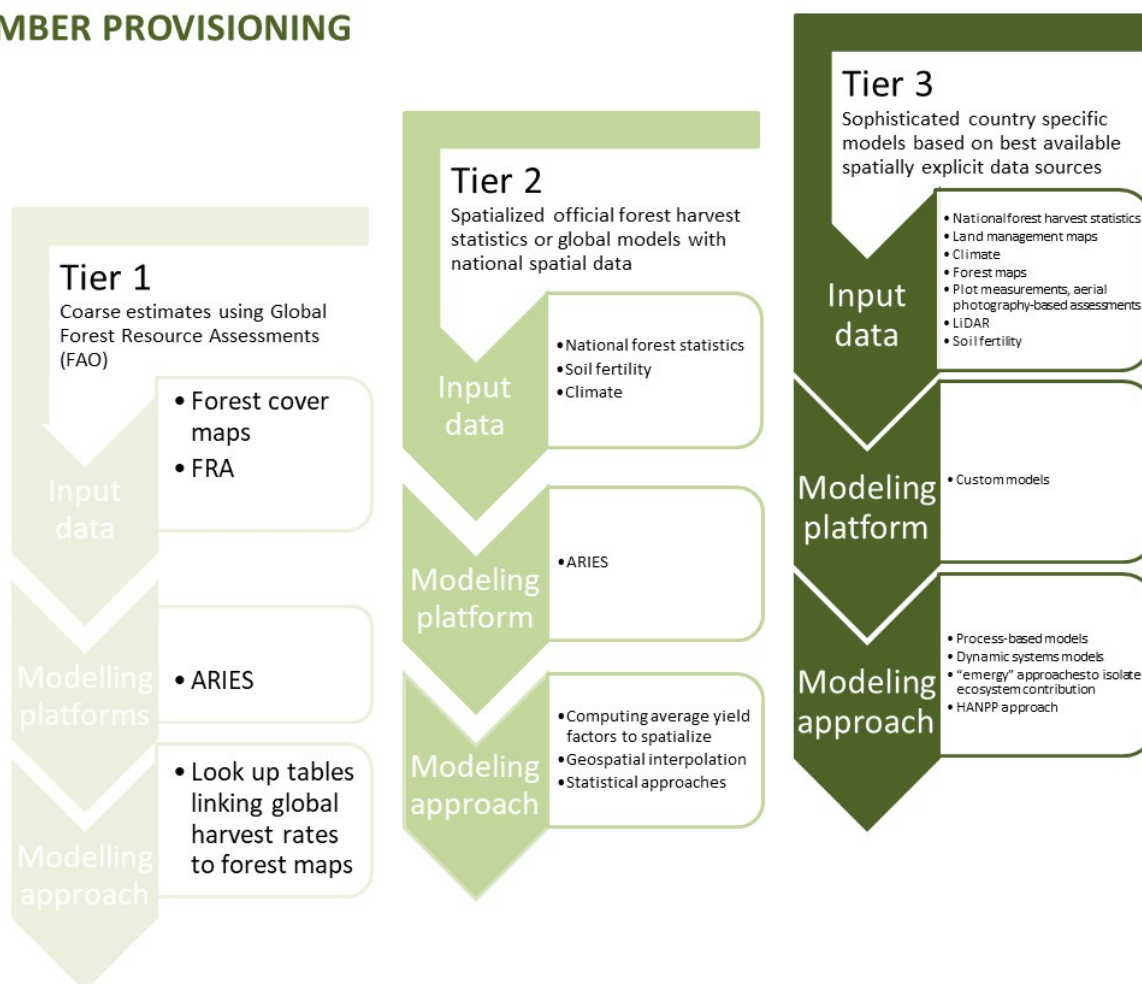 MBER PROVISIONING
Tier 1
Coarse estimates using Global
Forest Resource Assessments
(FAO)
Input
data
• Forest cover
maps
• FRA
Modelling
platforms
• ARIES
Modelling
approach
• Look up tables
linking global
harvest rates
to forest maps
Tier 2
Spatialized official forest harvest
statistics or global models with
national spatial data
Input
data
• National forest statistics
• Soil fertility
• Climate
Modeling
platform
• ARIES
Modeling
approach
• Computing average yield
factors to spatialize
• Geospatial interpolation
• Statistical approaches
Tier 3
Sophisticated country specific
models based on best available
spatially explicit data sources
Input
data
• National forest harvest statistics
• Land management maps
• Climate
• Forest maps
• Plot measurements, aerial
photography-based assessments
• LiDAR
• Soil fertility
Modeling
platform
• Custom models
Modeling
approach
• Process-based models
• Dynamic systems models
• “emergy” approaches to isolate
ecosystem contribution
• HANPP approach